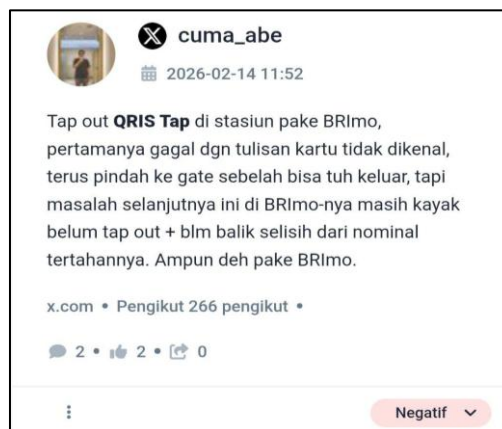 cuma_abe
2026-02-14 11:52
Tap out QRIS Tap di stasiun pake BRImo,
pertamanya gagal dgn tulisan kartu tidak dikenal,
terus pindah ke gate sebelah bisa tuh keluar, tapi
masalah selanjutnya ini di BRImo-nya masih kayak
belum tap out + blm balik selisih dari nominal
tertahannya. Ampun deh pake BRImo.
x.com • Pengikut 266 pengikut •
2 • 2 • 0
Negatif